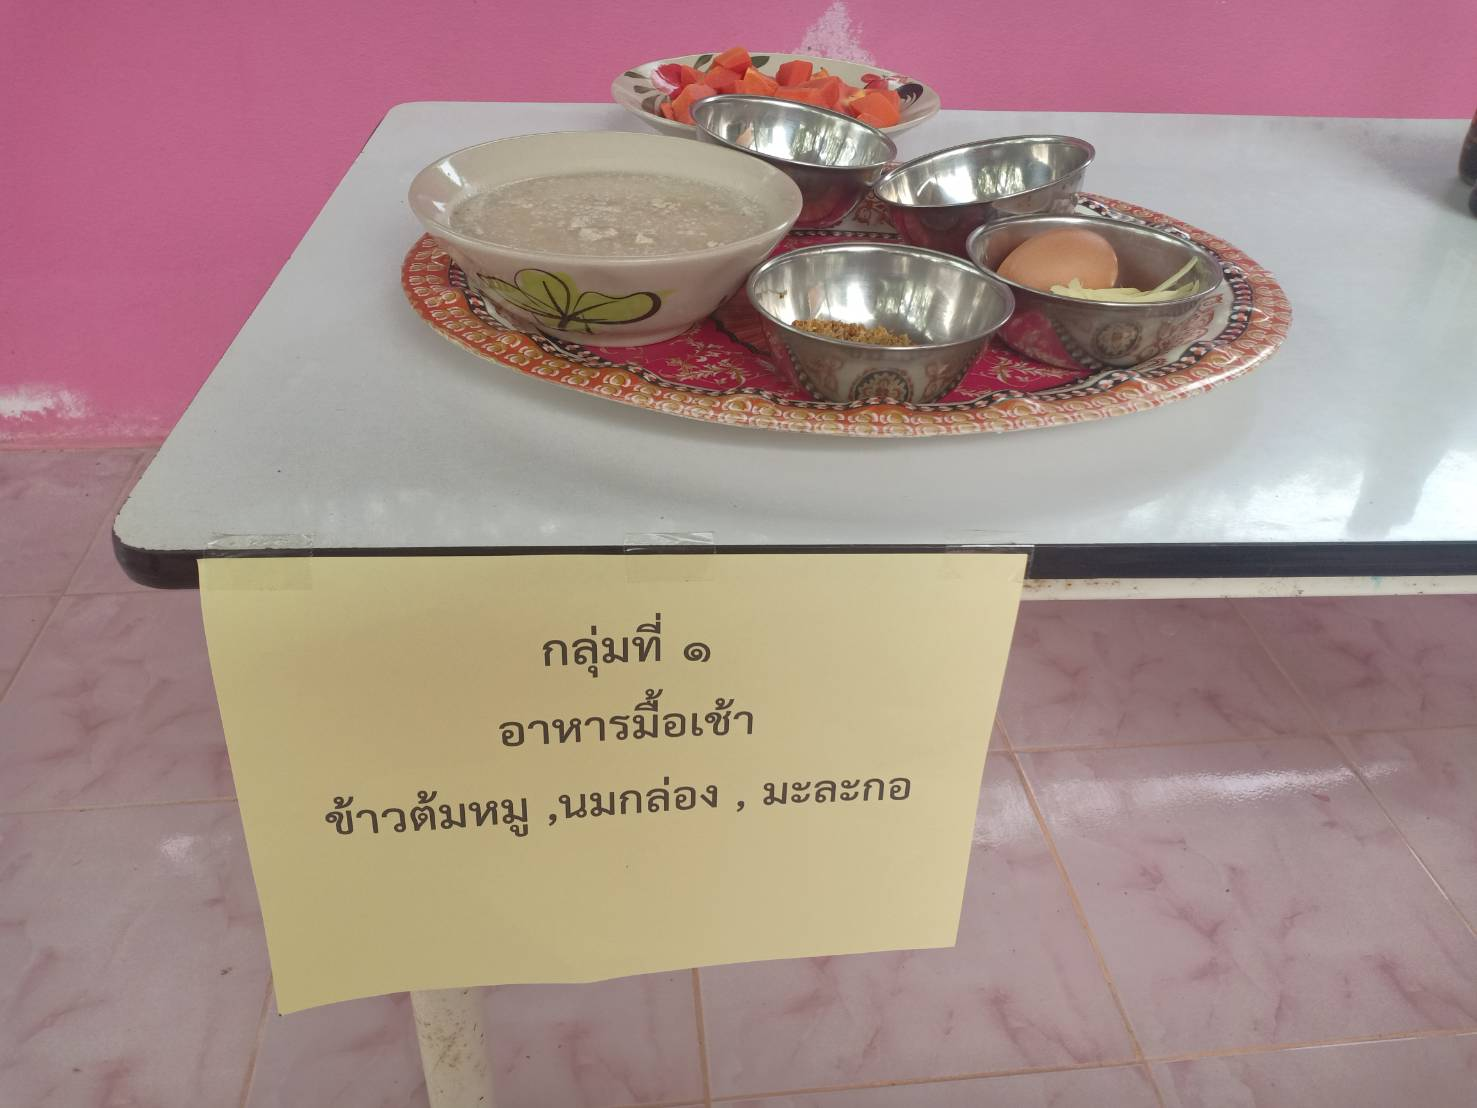 กลุ่มที่ ๑
อาหารมื้อเช้า
ข้าวต้มหมู ,นมกล่อง , มะละกอ